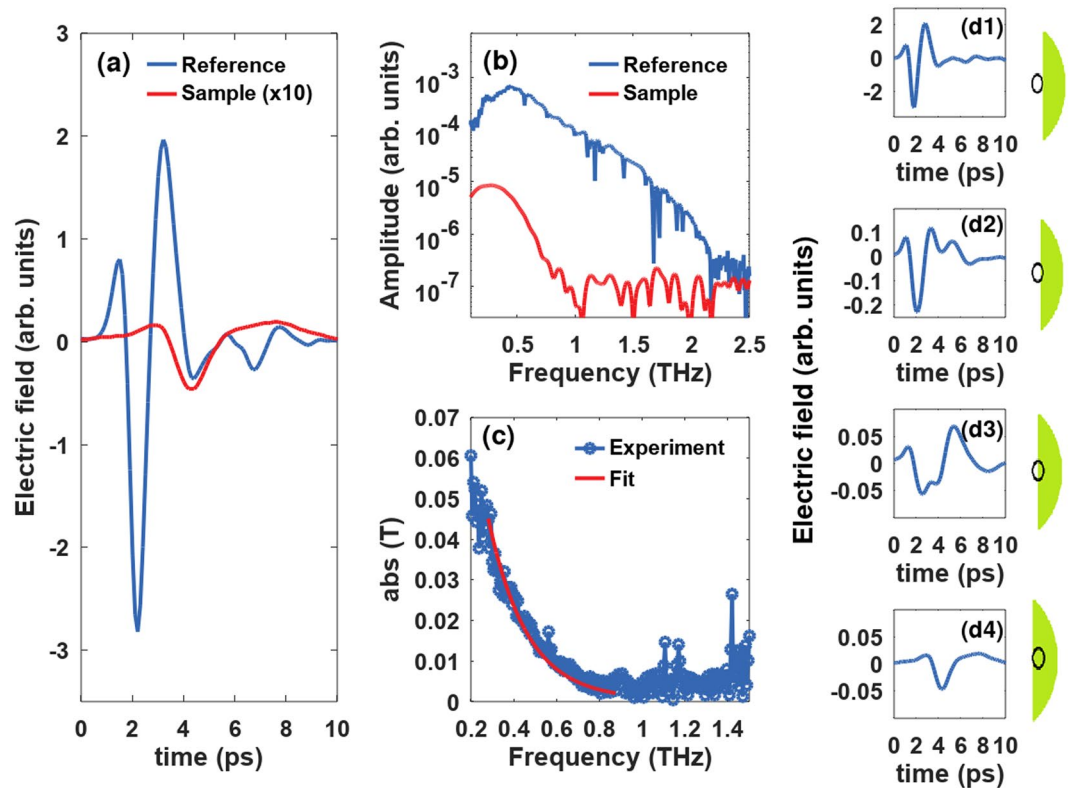 (a)
Reference
Sample (x10)
Electric field (arb. units)
3
2
1
0
-1
-2
-3
0 2 4 6 8 10
time (ps)
(b)
Reference
Sample
Amplitude (arb. units)
10-3
10-4
10-5
10-6
10-7
0.5 1 1.5 2 2.5
Frequency (THz)
(c)
Experiment
Fit
abs (T)
0.07
0.06
0.05
0.04
0.03
0.02
0.01
0
0.2 0.4 0.6 0.8 1 1.2 1.4
Frequency (THz)
Electric field (arb. units)
(d1)
2
0
-2
0 2 4 6 8 10
time (ps)
(d2)
0.1
0
-0.1
-0.2
0 2 4 6 8 10
time (ps)
(d3)
0.05
0
-0.05
0 2 4 6 8 10
time (ps)
(d4)
0.05
0
-0.05
0 2 4 6 8 10
time (ps)